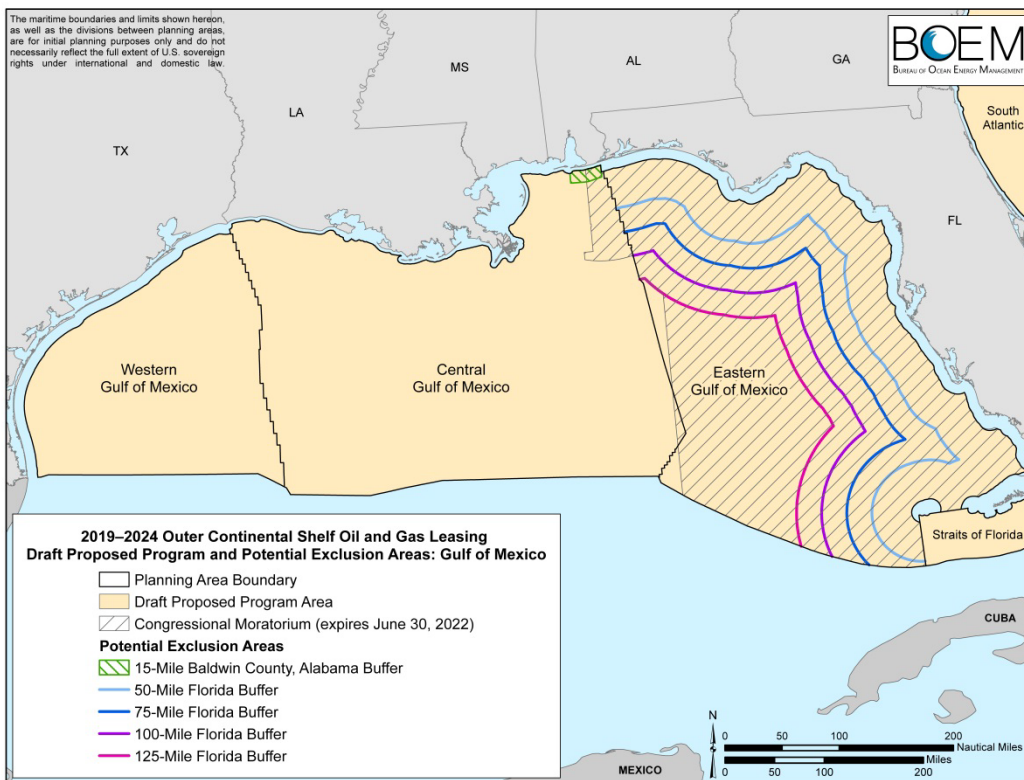 The maritime boundaries and limits shown hereon,
as well as the divisions between planning areas,
are for initial planning purposes only and do not
necessarily reflect the full extent of U.S. sovereign
rights under international and domestic law.
BOEM
BUREAU OF OCEAN ENERGY MANAGEMENT
TX
LA
MS
AL
GA
FL
South
Atlantic
Western
Gulf of Mexico
Central
Gulf of Mexico
Eastern
Gulf of Mexico
Straits of Florida
CUBA
MEXICO
2019–2024 Outer Continental Shelf Oil and Gas Leasing
Draft Proposed Program and Potential Exclusion Areas: Gulf of Mexico
Planning Area Boundary
Draft Proposed Program Area
Congressional Moratorium (expires June 30, 2022)
Potential Exclusion Areas
15-Mile Baldwin County, Alabama Buffer
50-Mile Florida Buffer
75-Mile Florida Buffer
100-Mile Florida Buffer
125-Mile Florida Buffer
N
0 50 100 200
Nautical Miles
Miles
0 50 100 200